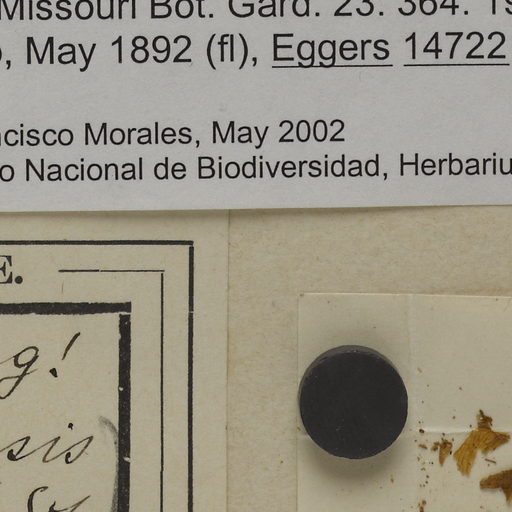 Missouri Bot. Gard. 23. 364.
, May 1892 (fl), Eggers 14722
ncisco Morales, May 2002
o Nacional de Biodiversidad, Herbariu
E.
g!
sis